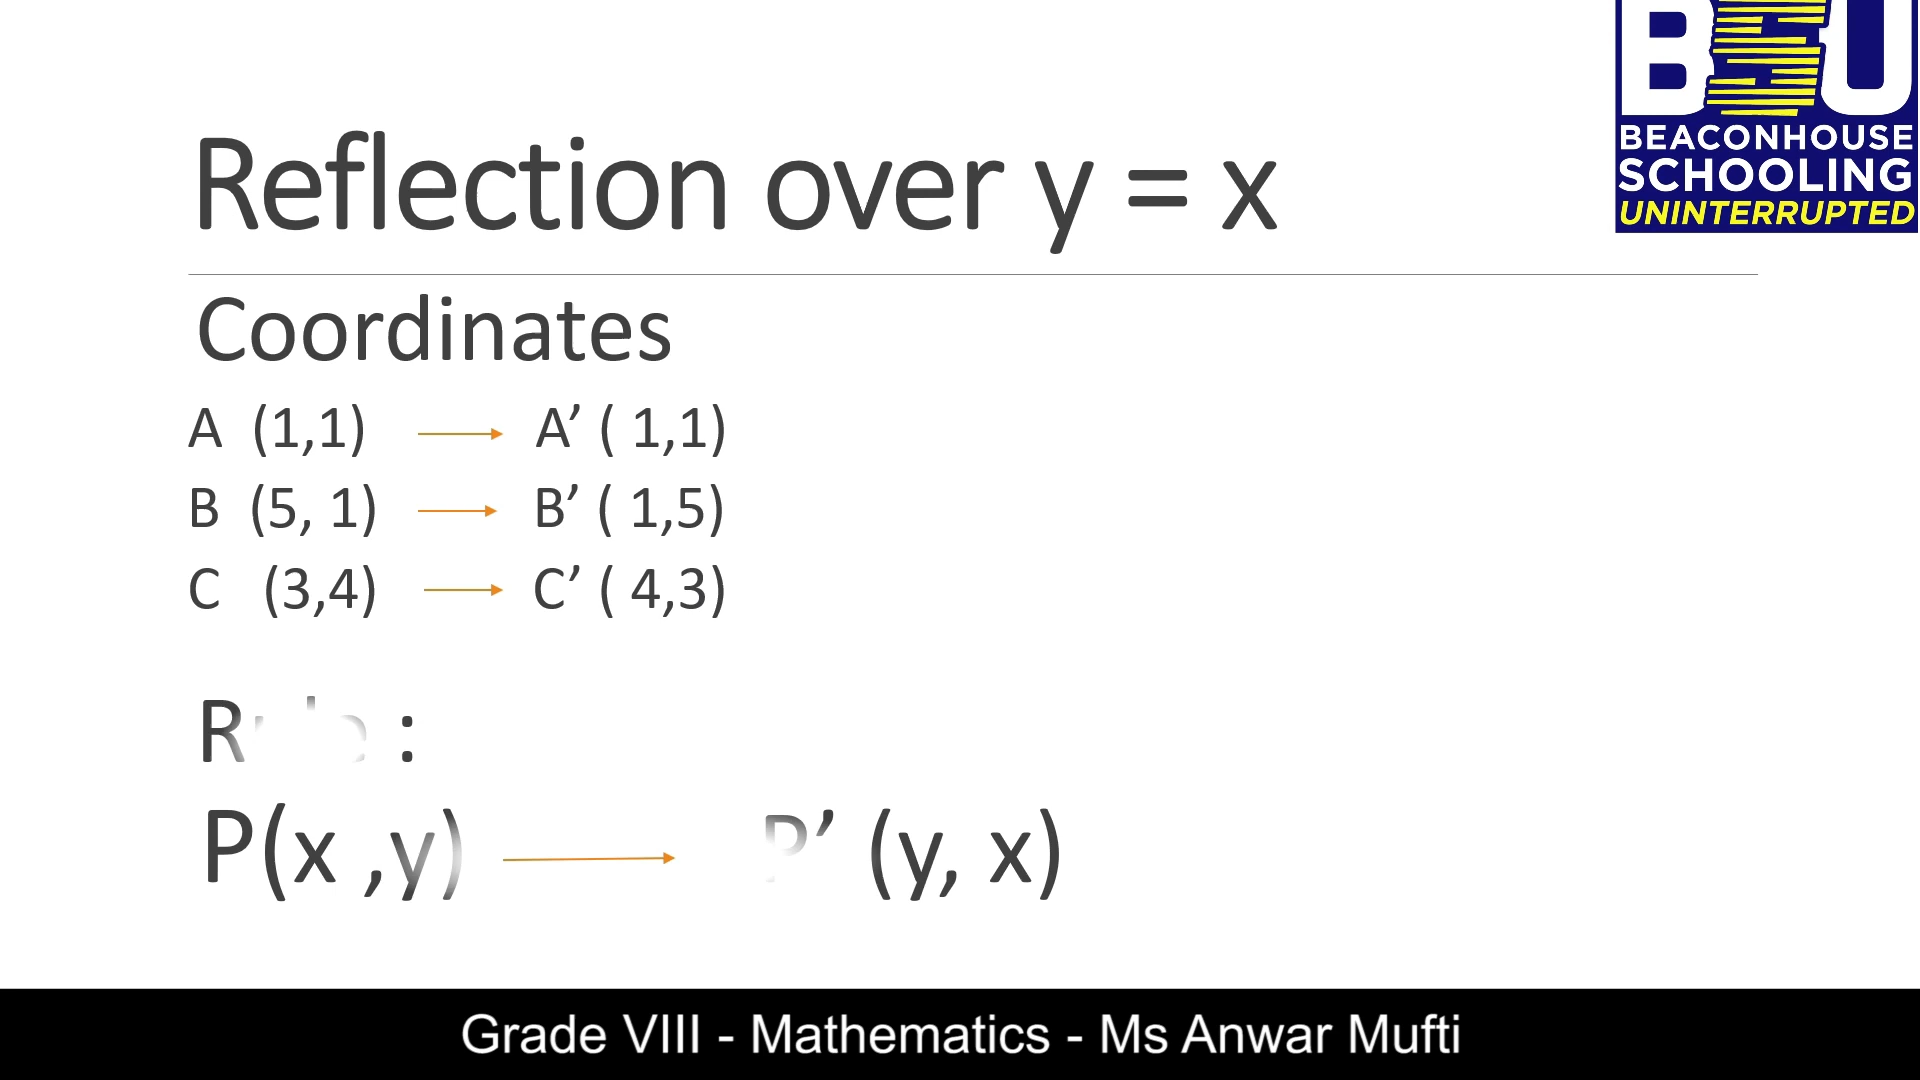 Reflection over y = x
BEACONHOUSE
SCHOOLING
UNINTERRUPTED
Coordinates
A (1,1) → A’ ( 1,1)
B (5, 1) → B’ ( 1,5)
C (3,4) → C’ ( 4,3)
P(x ,y) → P’ (y, x)
Grade VIII - Mathematics - Ms Anwar Mufti